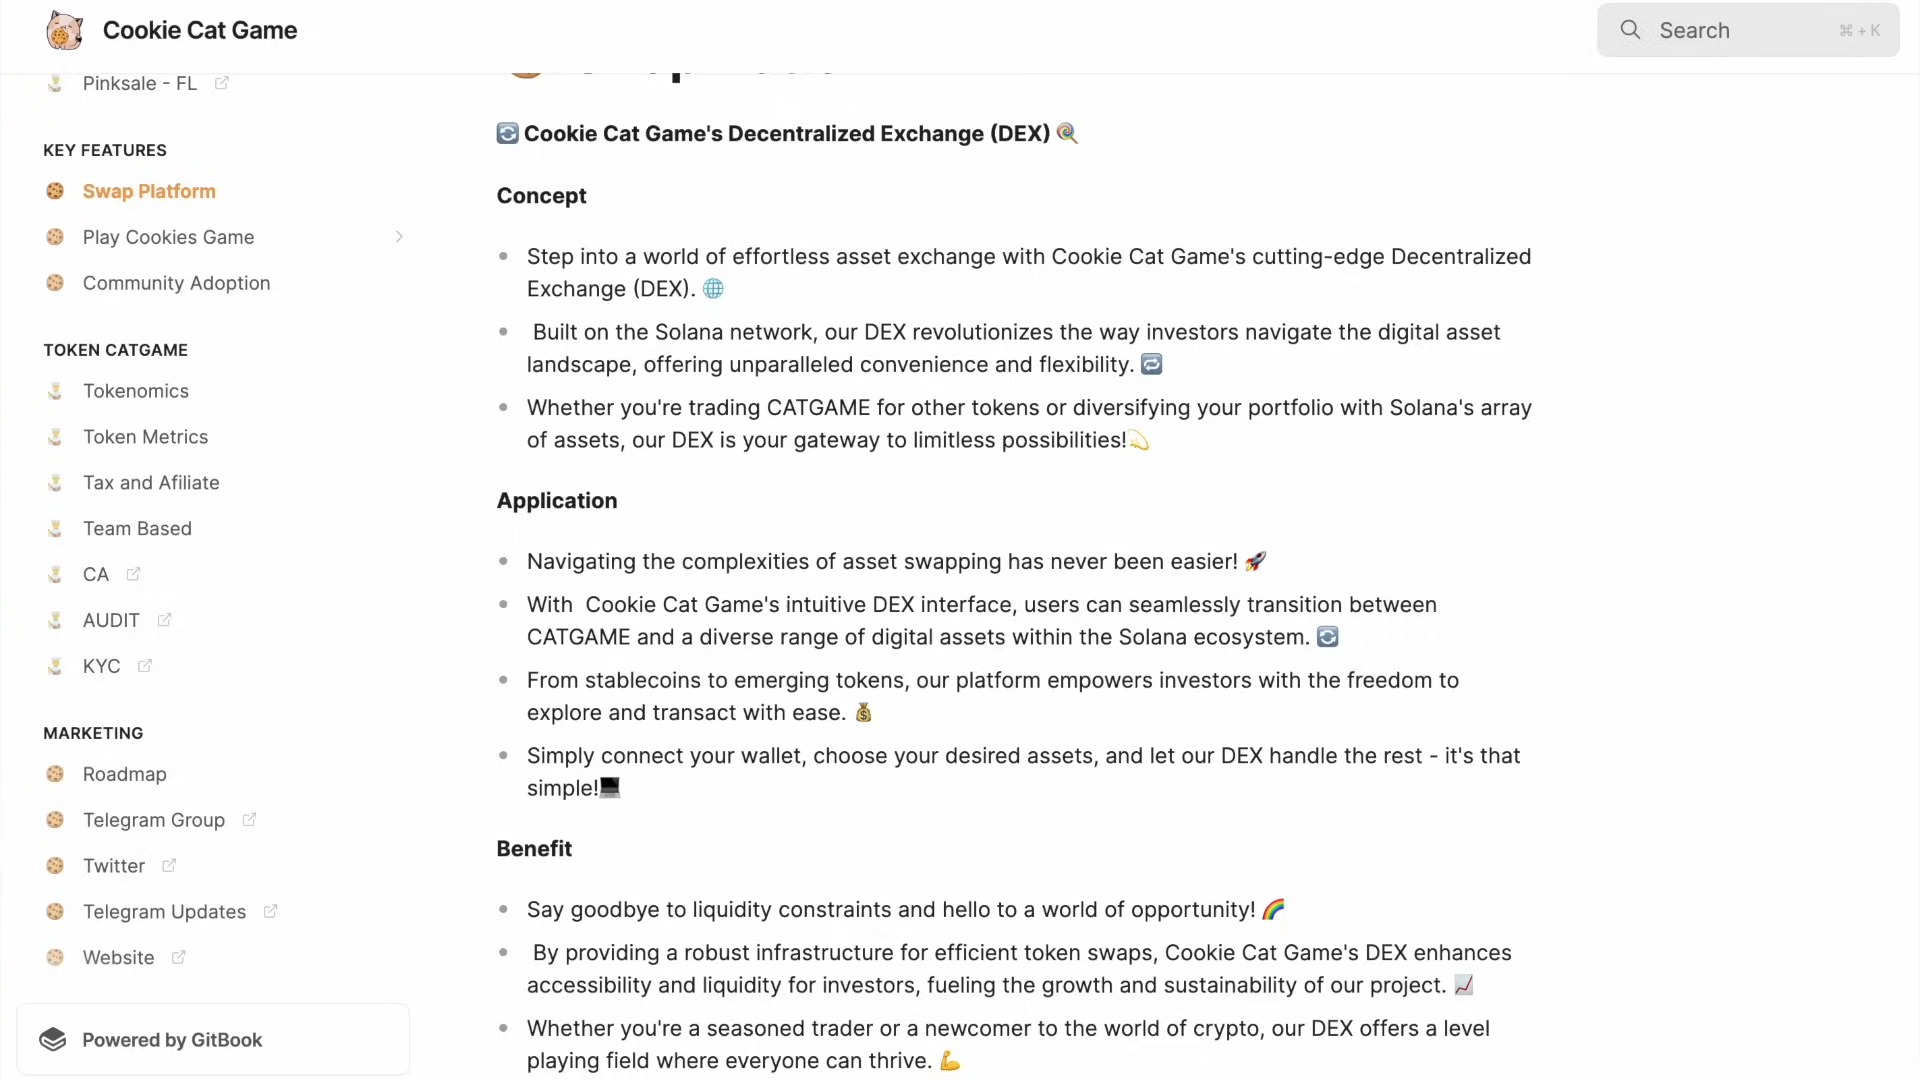 Cookie Cat Game
Search
⌘ + K
Pinksale - FL
KEY FEATURES
Swap Platform
Play Cookies Game
Community Adoption
TOKEN CATGAME
Tokenomics
Token Metrics
Tax and Afiliate
Team Based
CA
AUDIT
KYC
MARKETING
Roadmap
Telegram Group
Twitter
Telegram Updates
Website
Powered by GitBook
Cookie Cat Game's Decentralized Exchange (DEX)
Concept
Step into a world of effortless asset exchange with Cookie Cat Game's cutting-edge Decentralized
Exchange (DEX). 🌐
Built on the Solana network, our DEX revolutionizes the way investors navigate the digital asset
landscape, offering unparalleled convenience and flexibility. 🔁
Whether you're trading CATGAME for other tokens or diversifying your portfolio with Solana's array
of assets, our DEX is your gateway to limitless possibilities!💫
Application
Navigating the complexities of asset swapping has never been easier! 🚀
With Cookie Cat Game's intuitive DEX interface, users can seamlessly transition between
CATGAME and a diverse range of digital assets within the Solana ecosystem. 🔄
From stablecoins to emerging tokens, our platform empowers investors with the freedom to
explore and transact with ease. 💰
Simply connect your wallet, choose your desired assets, and let our DEX handle the rest - it's that
simple!💻
Benefit
Say goodbye to liquidity constraints and hello to a world of opportunity! 🌈
By providing a robust infrastructure for efficient token swaps, Cookie Cat Game's DEX enhances
accessibility and liquidity for investors, fueling the growth and sustainability of our project. 📈
Whether you're a seasoned trader or a newcomer to the world of crypto, our DEX offers a level
playing field where everyone can thrive. 💪